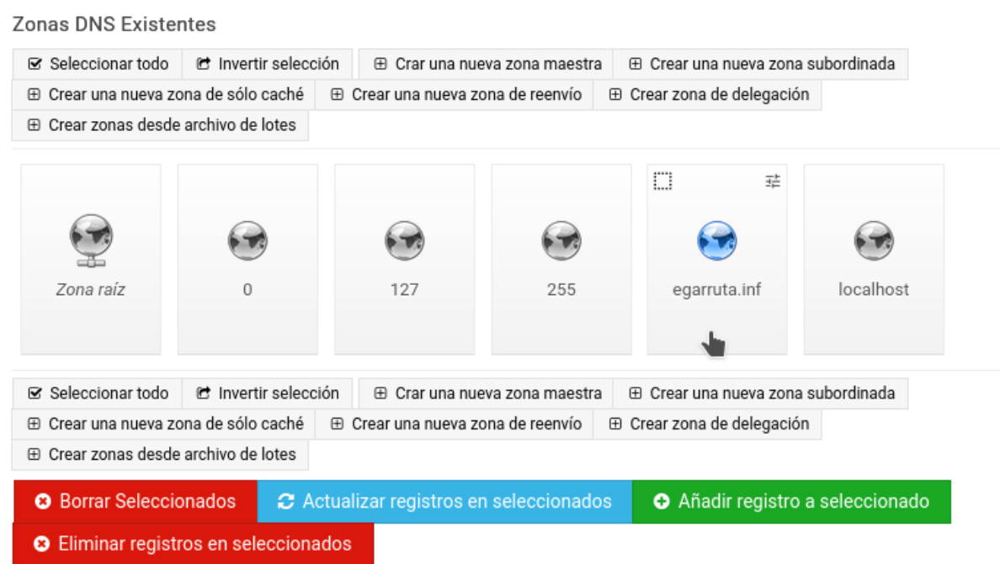 Zonas DNS Existentes
Seleccionar todo Invertir selección Crar una nueva zona maestra Crear una nueva zona subordinada
Crear una nueva zona de sólo caché Crear una nueva zona de reenvío Crear zona de delegación
Crear zonas desde archivo de lotes
Zona raíz 0 127 255 egarruta.inf localhost
Seleccionar todo Invertir selección Crar una nueva zona maestra Crear una nueva zona subordinada
Crear una nueva zona de sólo caché Crear una nueva zona de reenvío Crear zona de delegación
Crear zonas desde archivo de lotes
Borrar Seleccionados Actualizar registros en seleccionados Añadir registro a seleccionado
Eliminar registros en seleccionados